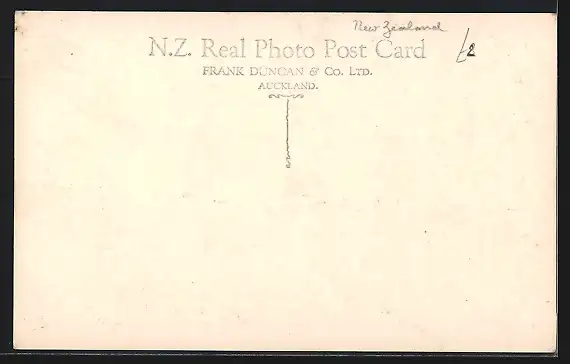 New Zealand
N.Z. Real Photo Post Card
£2
FRANK DUNCAN & Co. LTD.
AUCKLAND.